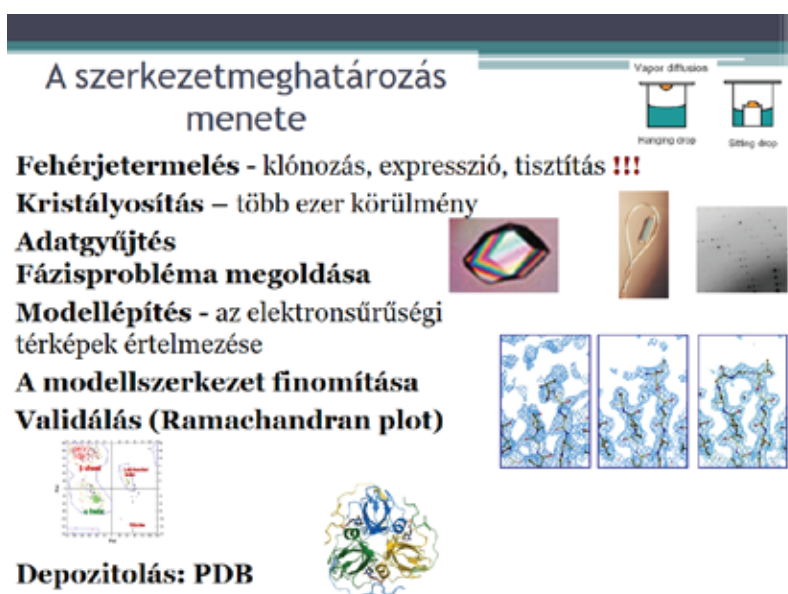 A szerkezetmeghatározás
menete
Vapor diffusion
Hanging drop
Sitting drop
Fehérjetermelés - klónozás, expresszió, tisztítás !!!
Kristályosítás – több ezer körülmény
Adatgyűjtés
Fázisprobléma megoldása
Modellépítés - az elektronsűrűségi
térképek értelmezése
A modellszerkezet finomítása
Validálás (Ramachandran plot)
Depozitolás: PDB